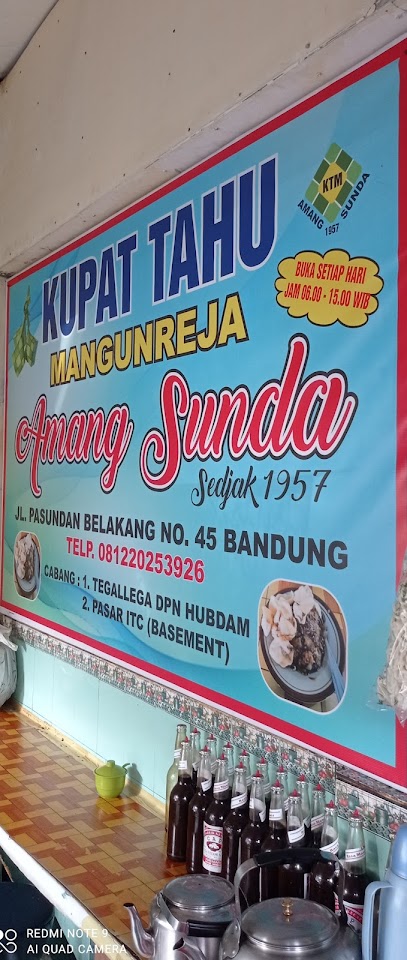 KTM
AMANG SUNDA
1957
KUPAT TAHU
BUKA SETIAP HARI
JAM 06.00 - 15.00 WIB
MANGUNREJA
Amang Sunda
Sedjak 1957
JL. PASUNDAN BELAKANG NO. 45 BANDUNG
TELP. 081220253926
CABANG : 1. TEGALLEGA DPN HUBDAM
2. PASAR ITC (BASEMENT)
REDMI NOTE 9
AI QUAD CAMERA